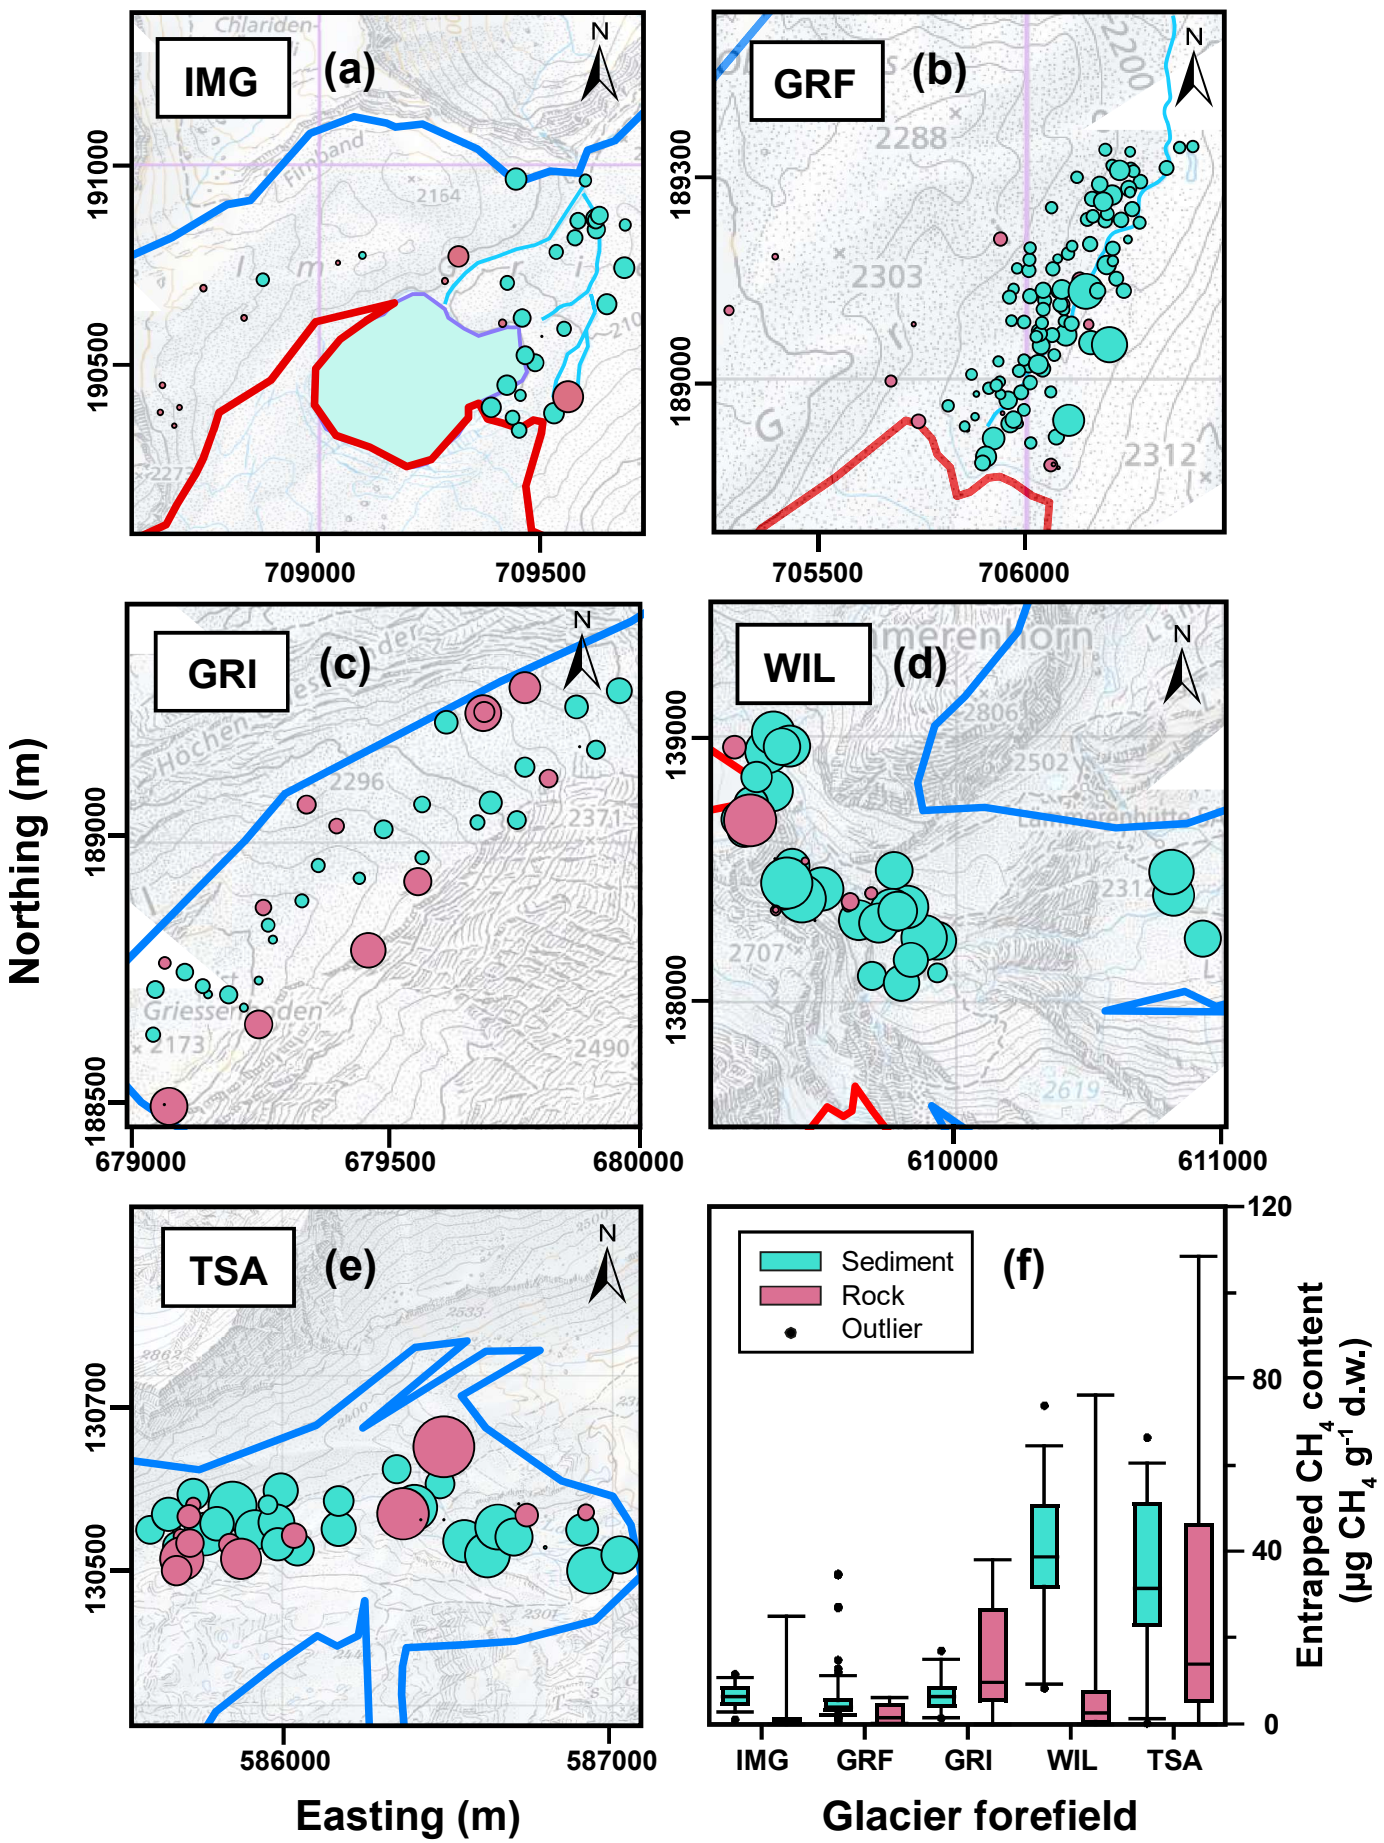 IMG
(a)
N
Chlariden-
Firnband
2164
2272
191000
190500
709000
709500
GRF
(b)
N
2200
2288
2303
G
r
2312
189300
189000
705500
706000
GRI
(c)
N
2296
2371
Griessenboden
2173
2490
189000
188500
679000
679500
680000
WIL
(d)
N
Lämmerenhorn
2806
2502
Lämmerenhütte
2312
2707
2619
139000
138000
610000
611000
TSA
(e)
N
2862
2533
2400
2301
130700
130500
586000
587000
Northing (m)
Easting (m)
(f)
Sediment
Rock
Outlier
120
80
40
0
Entrapped CH4 content
(µg CH4 g-1 d.w.)
IMG
GRF
GRI
WIL
TSA
Glacier forefield